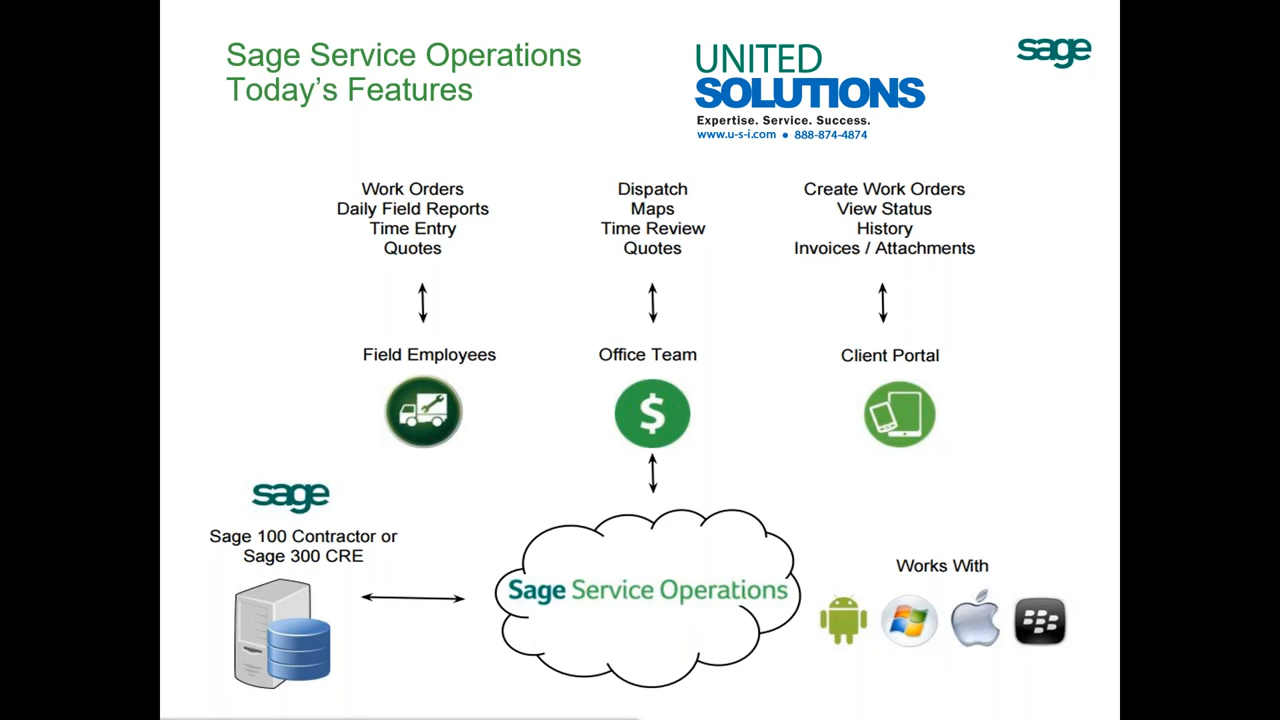 Sage Service Operations
Today's Features
UNITED
SOLUTIONS
Expertise. Service. Success.
www.u-s-i.com • 888-874-4874
sage
Work Orders
Daily Field Reports
Time Entry
Quotes
Dispatch
Maps
Time Review
Quotes
Create Work Orders
View Status
History
Invoices / Attachments
Field Employees
Office Team
Client Portal
$
sage
Sage 100 Contractor or
Sage 300 CRE
Sage Service Operations
Works With